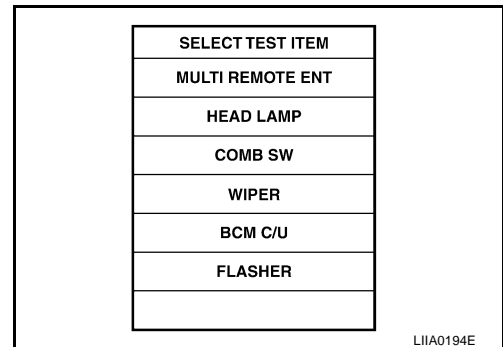 SELECT TEST ITEM
MULTI REMOTE ENT
HEAD LAMP
COMB SW
WIPER
BCM C/U
FLASHER
LIIA0194E